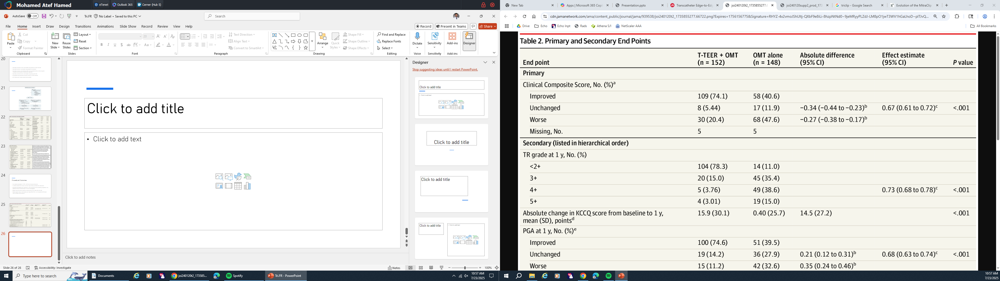 Mohamed Atef Hamed
eTenet
Outlook 365
Cerner (Hub 5)
AutoSave Off
Tri.FR
No Label • Saved to this PC
Search
File Home Insert Draw Design Transitions Animations Slide Show Record Review View Help
Record
Present in Teams
Share
Paste
Cut
Copy
Format Painter
Clipboard
New Slide
Reuse Slides
Layout
Reset
Section
Slides
20
B I U S ab AV Aa A
Font
Text Direction
Align Text
Convert to SmartArt
Paragraph
Arrange
Quick Styles
Shape Fill
Shape Outline
Shape Effects
Drawing
Find and Replace
Replace Fonts
Select
Editing
Dictate
Voice
Sensitivity
Sensitivity
Add-ins
Add-ins
Designer
20
21
22
23
24
Procedural Outcomes
25
26
Click to add title
• Click to add text
Click to add notes
Designer
Stop suggesting ideas until I restart PowerPoint.
Click to add title
Click to add title
Click to add title
Click to add title
Slide 26 of 26
Accessibility: Investigate
Notes
100%
Type here to search
Documents
joi240120t2_173585...
Spotify
Tri.FR - PowerPoint
10:57 AM
7/23/2025
New Tab
Apps | Microsoft 365 Copi
Presentation.pptx
Transcatheter Edge-to-Edg
joi240120t2_1735855277.6
joi240120supp2_prod_173
triclip - Google Search
Evolution of the MitraClip
cdn.jamanetwork.com/ama/content_public/journal/jama/939538/joi240120t2_1735855277.66722.png?Expires=1756156775&Signature=
Drive
Echo
Echo Inpt
Rads
Athena S/I
NetScaler AAA
All Bookmarks
Table 2. Primary and Secondary End Points
End point T-TEER + OMT (n = 152) OMT alone (n = 148) Absolute difference (95% CI) Effect estimate (95% CI) P value
Primary
Clinical Composite Score, No. (%)a
Improved 109 (74.1) 58 (40.6)
Unchanged 8 (5.44) 17 (11.9) −0.34 (−0.44 to −0.23)b 0.67 (0.61 to 0.72)c <.001
Worse 30 (20.4) 68 (47.6) −0.27 (−0.38 to −0.17)b
Missing, No. 5 5
Secondary (listed in hierarchical order)
TR grade at 1 y, No. (%)
<2+ 104 (78.3) 14 (11.0)
3+ 20 (15.0) 45 (35.4)
4+ 5 (3.76) 49 (38.6) 0.73 (0.68 to 0.78)c <.001
5+ 4 (3.01) 19 (15.0)
Absolute change in KCCQ score from baseline to 1 y, 15.9 (30.1) 0.40 (25.7) 14.5 (27.2) <.001
mean (SD), pointsd
PGA at 1 y, No. (%)e
Improved 100 (74.6) 51 (39.5)
Unchanged 19 (14.2) 36 (27.9) 0.21 (0.12 to 0.31)b 0.68 (0.63 to 0.74)c <.001
Worse 15 (11.2) 42 (32.6) 0.35 (0.24 to 0.46)b
10:57 AM
7/23/2025